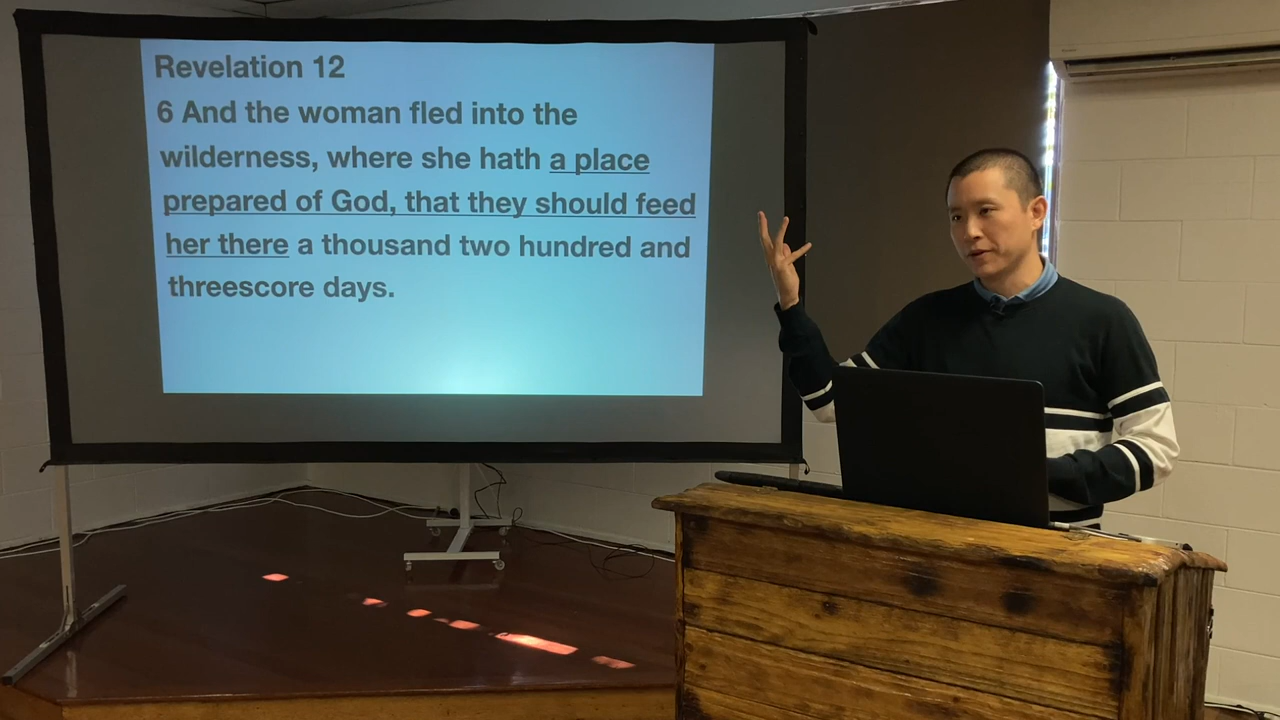 Revelation 12
6 And the woman fled into the
wilderness, where she hath a place
prepared of God, that they should feed
her there a thousand two hundred and
threescore days.